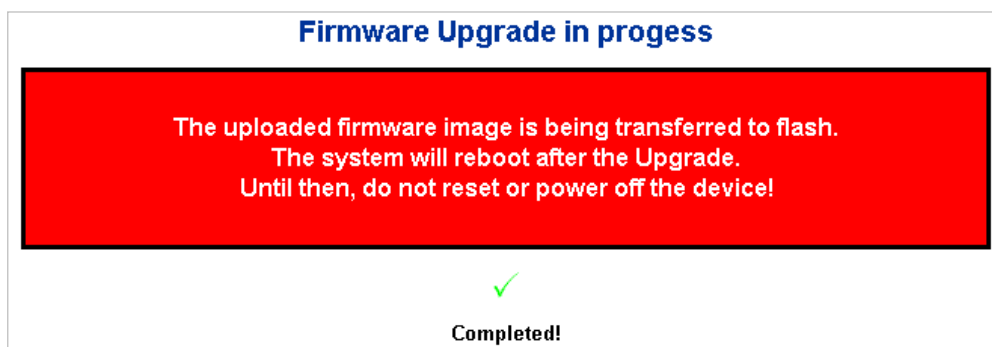 Firmware Upgrade in progess
The uploaded firmware image is being transferred to flash.
The system will reboot after the Upgrade.
Until then, do not reset or power off the device!
Completed!